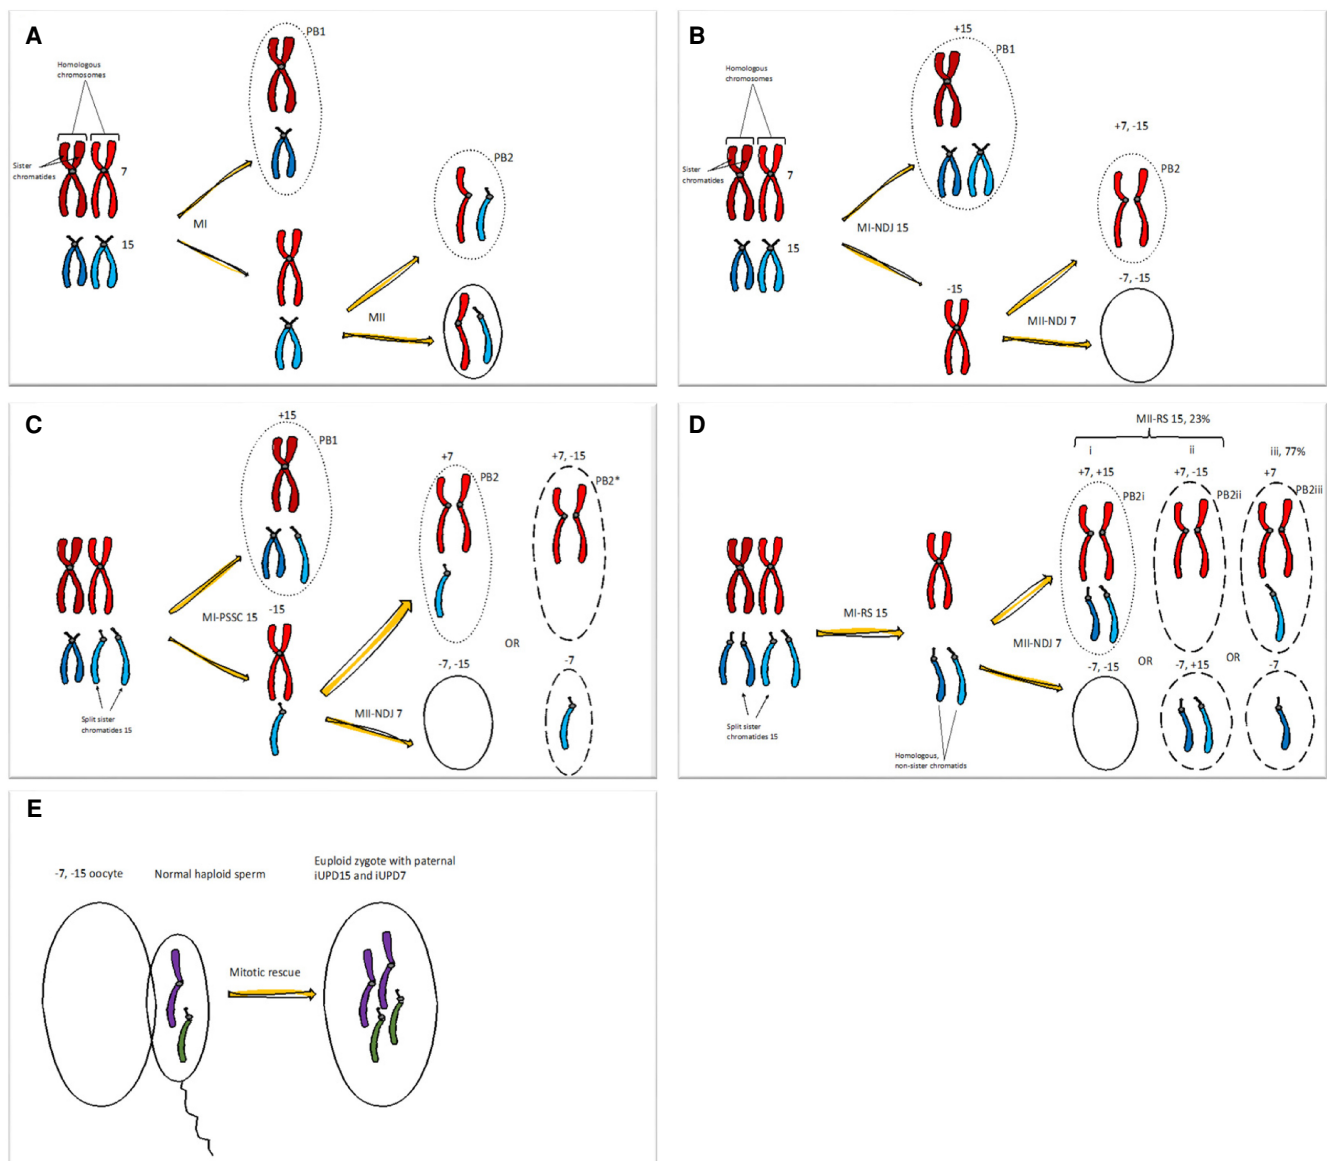 A
PB1
Homologous
chromosomes
Sister
chromatides
7
15
MI
PB2
MII
B
+15
PB1
Homologous
chromosomes
Sister
chromatides
7
15
MI-NDJ 15
+7, -15
PB2
-7, -15
-15
MII-NDJ 7
C
+15
PB1
+7
PB2
+7, -15
PB2*
MI-PSSC 15
-15
OR
Split sister
chromatides 15
MII-NDJ 7
-7, -15
-7
D
MII-RS 15, 23%
i
ii
iii, 77%
+7, +15
+7, -15
+7
PB2i
PB2ii
PB2iii
MI-RS 15
MII-NDJ 7
-7, -15
OR
-7, +15
OR
-7
Split sister
chromatides 15
Homologous,
non-sister chromatids
E
-7, -15 oocyte
Normal haploid sperm
Euploid zygote with paternal
iUPD15 and iUPD7
Mitotic rescue